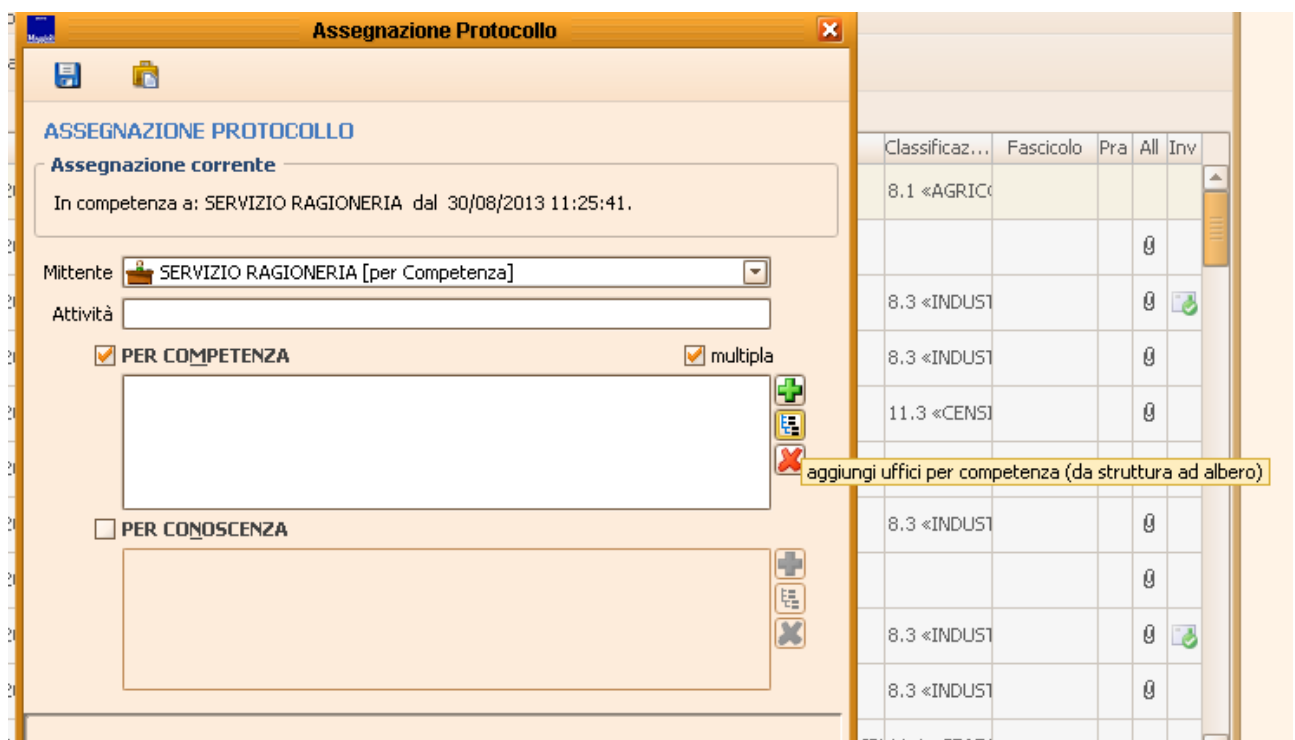 Assegnazione Protocollo
ASSEGNAZIONE PROTOCOLLO
Assegnazione corrente
In competenza a: SERVIZIO RAGIONERIA dal 30/08/2013 11:25:41.
Mittente SERVIZIO RAGIONERIA [per Competenza]
Attività
PER COMPETENZA multipla
aggiungi uffici per competenza (da struttura ad albero)
PER CONOSCENZA
Classificaz... Fascicolo Pra All Inv
8.1 «AGRIC
8.3 «INDUST
8.3 «INDUST
11.3 «CENSI
8.3 «INDUST
8.3 «INDUST
8.3 «INDUST